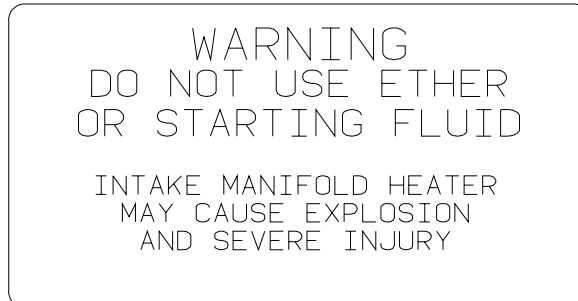 WARNING
DO NOT USE ETHER
OR STARTING FLUID
INTAKE MANIFOLD HEATER
MAY CAUSE EXPLOSION
AND SEVERE INJURY